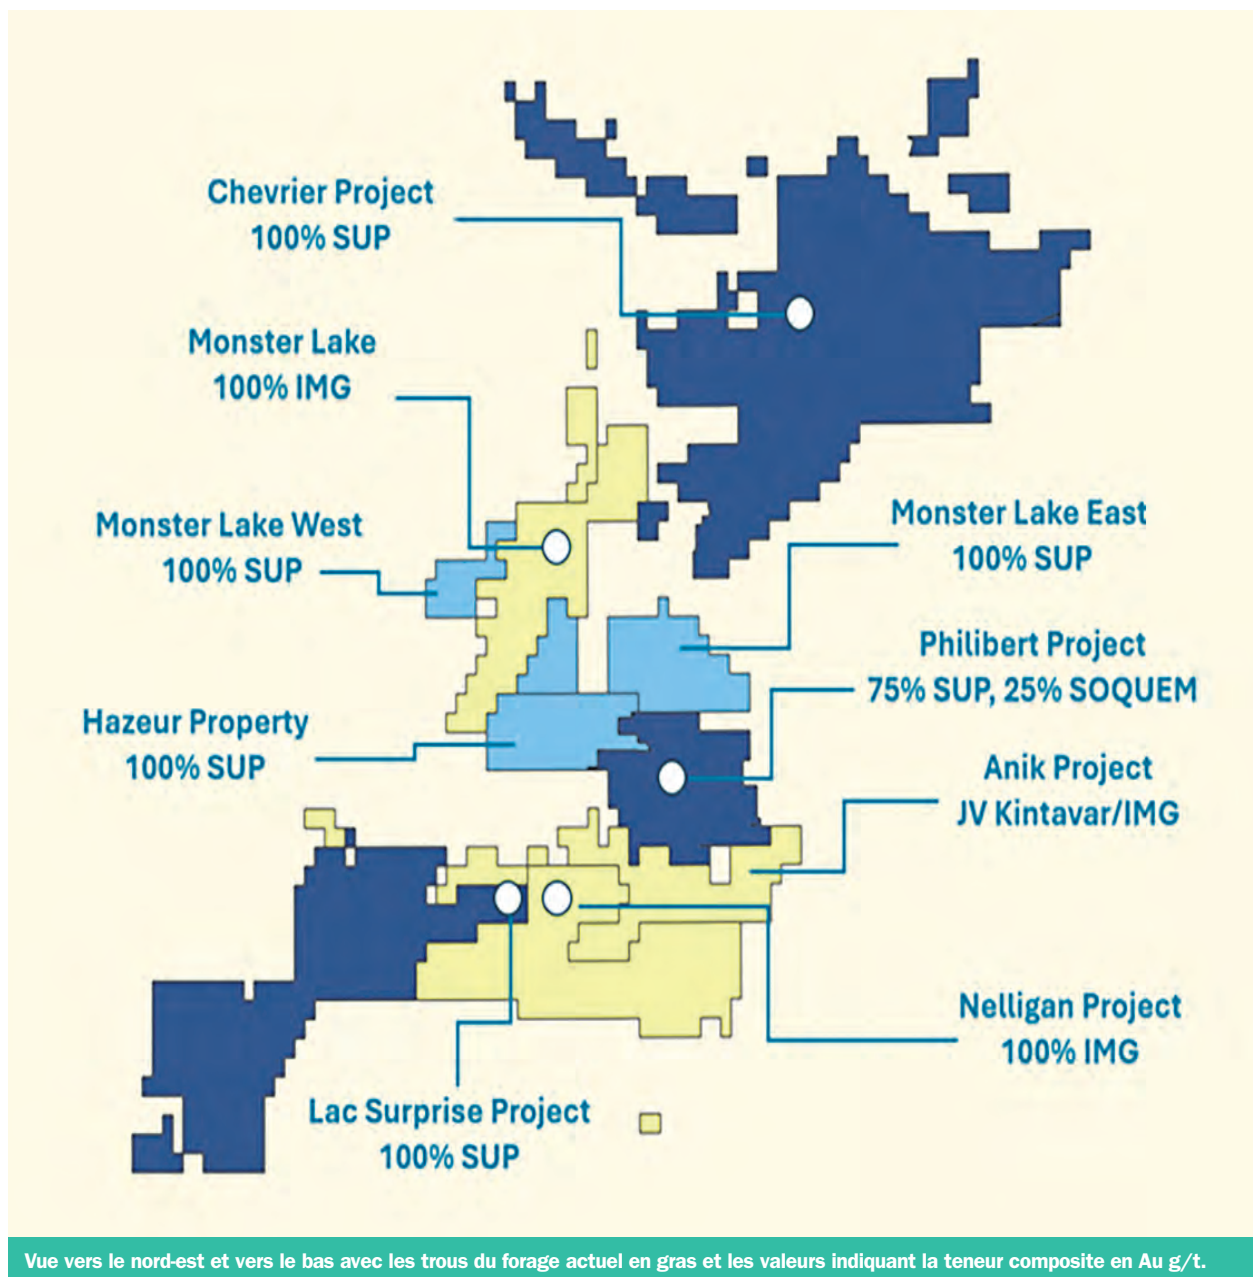 Chevrier Project
100% SUP
Monster Lake
100% IMG
Monster Lake West
100% SUP
Monster Lake East
100% SUP
Philibert Project
75% SUP, 25% SOQUEM
Hazeur Property
100% SUP
Anik Project
JV Kintavar/IMG
Nelligan Project
100% IMG
Lac Surprise Project
100% SUP
Vue vers le nord-est et vers le bas avec les trous du forage actuel en gras et les valeurs indiquant la teneur composite en Au g/t.